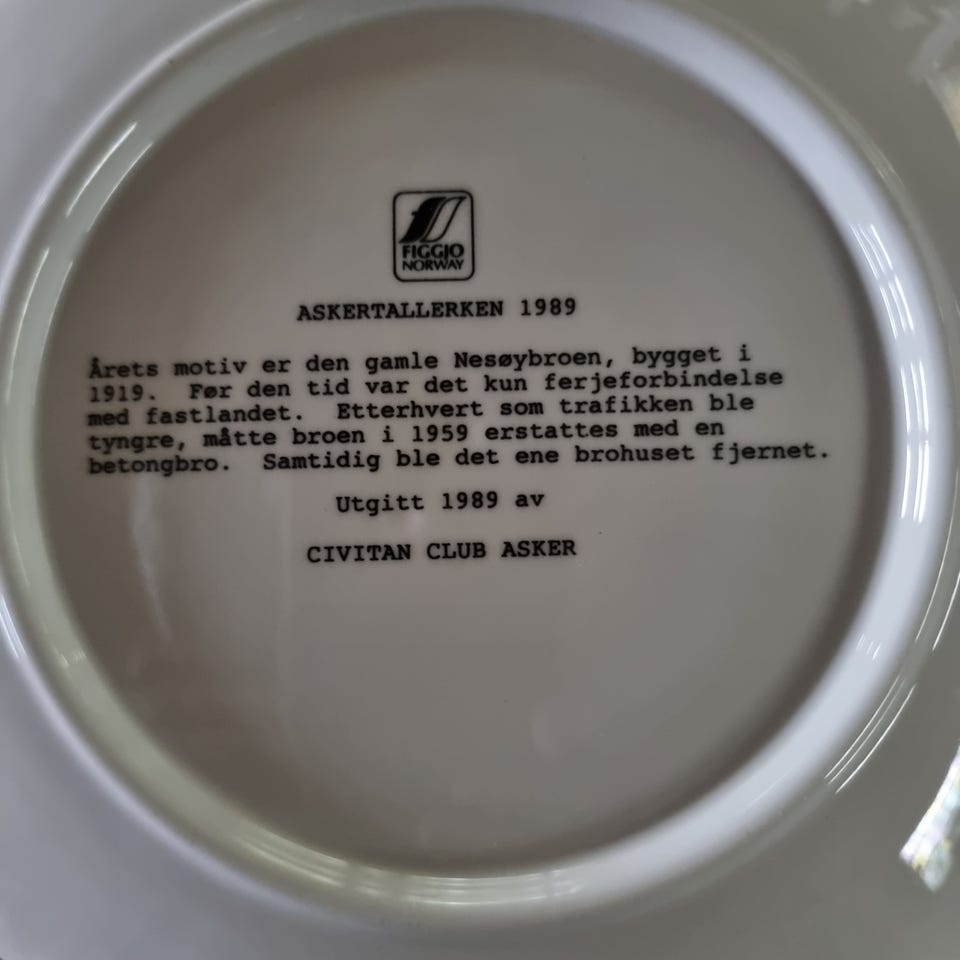 FIGGJO
NORWAY
ASKERTALLERKEN 1989
Årets motiv er den gamle Nesøybroen, bygget i
1919. Før den tid var det kun ferjeforbindelse
med fastlandet. Etterhvert som trafikken ble
tyngre, måtte broen i 1959 erstattes med en
betongbro. Samtidig ble det ene brohuset fjernet.
Utgitt 1989 av
CIVITAN CLUB ASKER